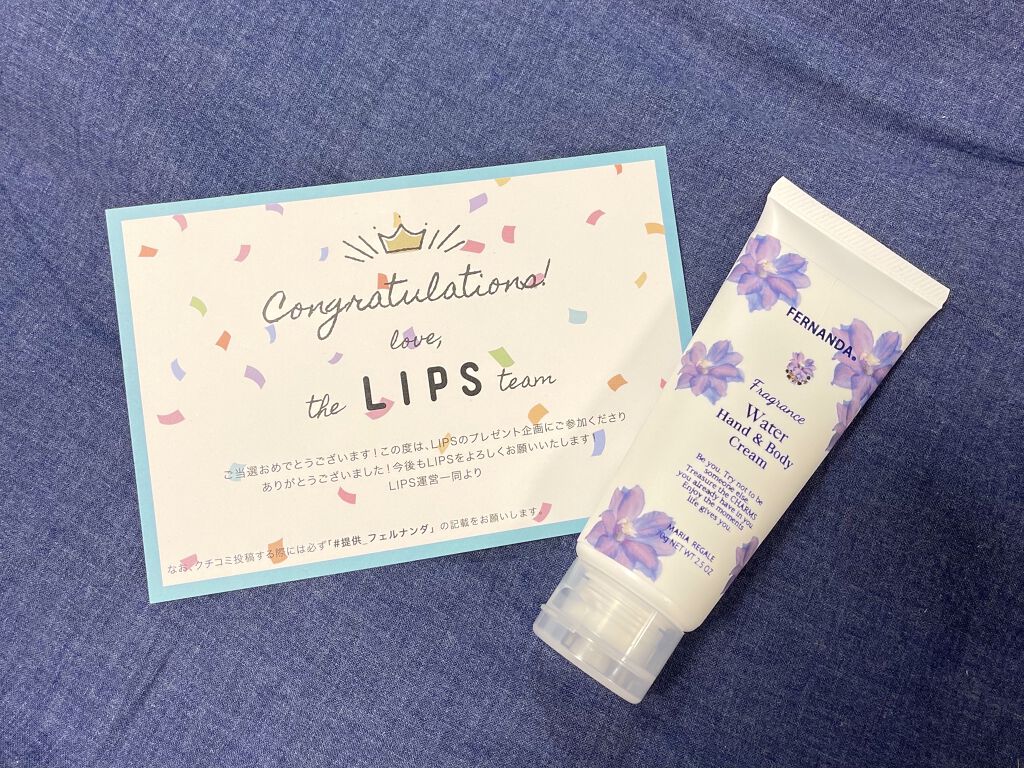 Congratulations!
love,
the LIPS team
ご当選おめでとうございます！この度は、LIPSのプレゼント企画にご参加くださり
ありがとうございました！今後もLIPSをよろしくお願いいたします！
LIPS運営一同より
なお、クチコミ投稿する際には必ず「#提供_フェルナンダ」の記載をお願いします。
FERNANDA.
Fragrance
Water
Hand & Body
Cream
Be you. Try not to be
someone else.
Treasure the CHARMS
you already have in you.
Enjoy the moments
life gives you.
MARIA REGALE
70g NET WT 2.5 OZ